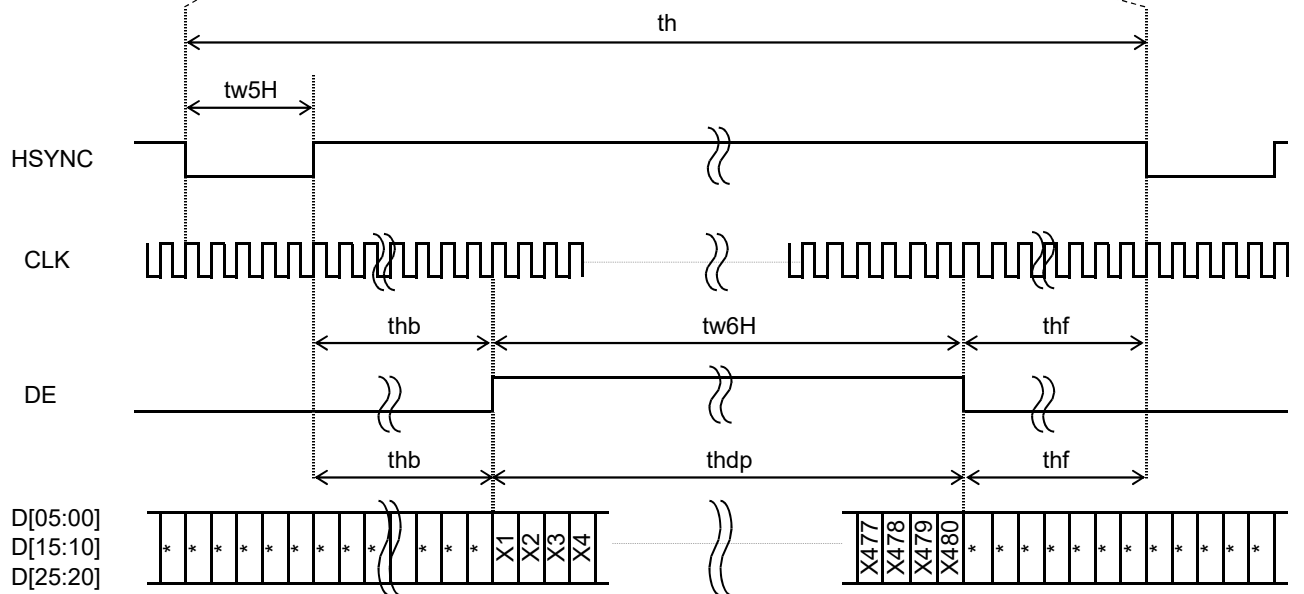 th
tw5H
HSYNC
CLK
thb tw6H thf
DE
thb thdp thf
D[05:00]
D[15:10]
D[25:20]
* * * * * * * * * * * * X1 X2 X3 X4 X477 X478 X479 X480 * * * * * * * * * * * *